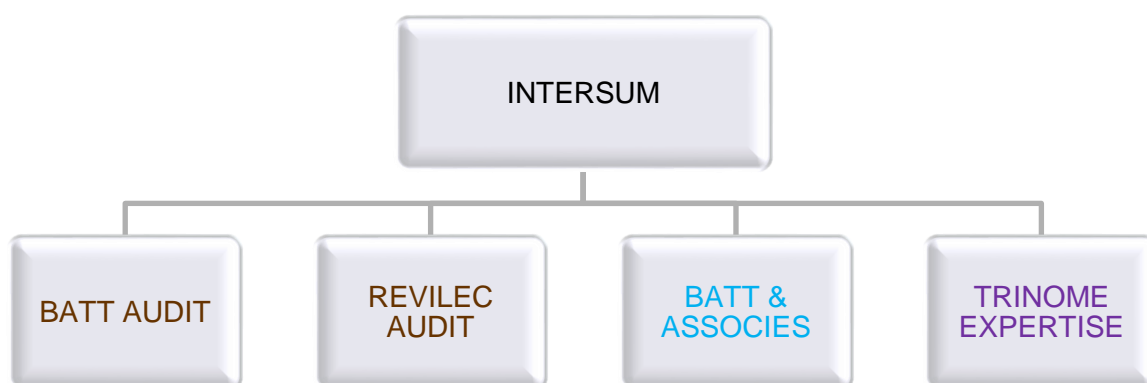 INTERSUM
BATT AUDIT
REVILEC
AUDIT
BATT &
ASSOCIES
TRINOME
EXPERTISE